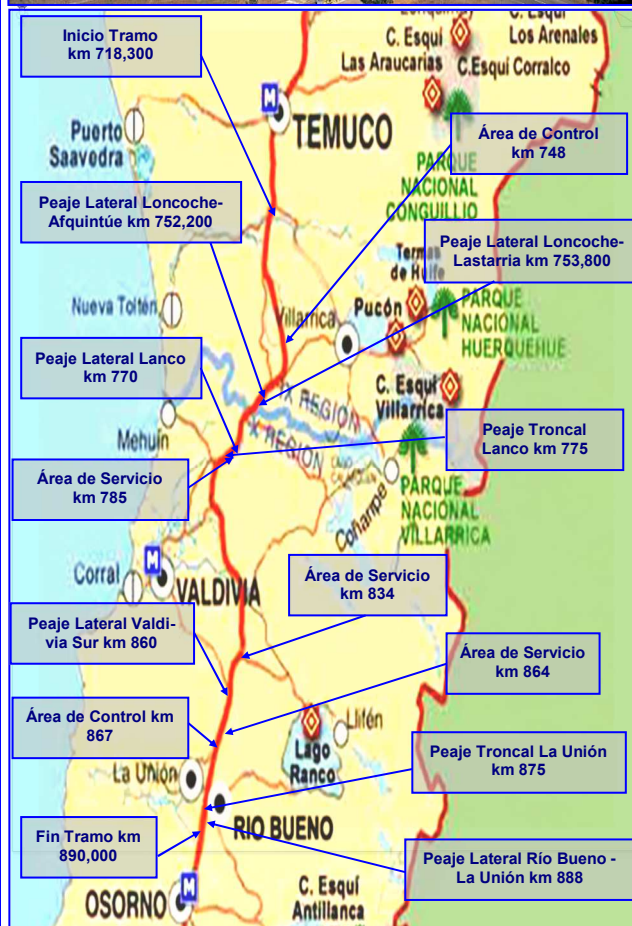 Lonquimay
C. Esquí
Los Arenales
C. Esquí
Las Araucarias
C.Esquí Corralco
Inicio Tramo
km 718,300
M
TEMUCO
Puerto
Saavedra
Área de Control
km 748
PARQUE
NACIONAL
CONGUILLIO
Peaje Lateral Loncoche-
Afquintúe km 752,200
Peaje Lateral Loncoche-
Lastarria km 753,800
Termas
de Huife
Nueva Toltén
Villarrica
Pucón
PARQUE
NACIONAL
HUERQUEHUE
Peaje Lateral Lanco
km 770
C. Esquí
Villarrica
IX REGIÓN
X REGIÓN
Mehuín
Peaje Troncal
Lanco km 775
Área de Servicio
km 785
Coñaripe
PARQUE
NACIONAL
VILLARRICA
M
Corral
VALDIVIA
Área de Servicio
km 834
Peaje Lateral Valdi-
via Sur km 860
Área de Servicio
km 864
Área de Control km
867
Llifén
Lago
Ranco
La Unión
Peaje Troncal La Unión
km 875
RIO BUENO
Fin Tramo km
890,000
Peaje Lateral Río Bueno -
La Unión km 888
M
OSORNO
C. Esquí
Antillanca